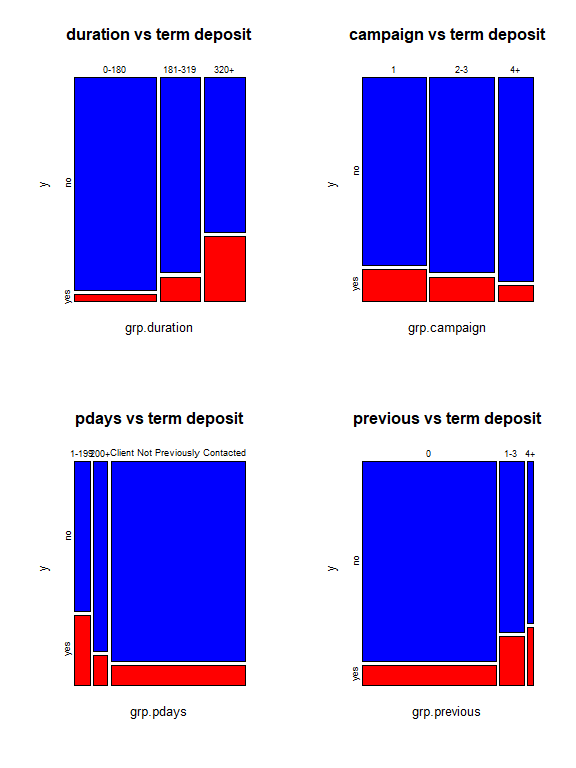 duration vs term deposit
0-180 181-319 320+
y
no
yes
grp.duration
campaign vs term deposit
1 2-3 4+
y
no
yes
grp.campaign
pdays vs term deposit
1-199 200+ Client Not Previously Contacted
y
no
yes
grp.pdays
previous vs term deposit
0 1-3 4+
y
no
yes
grp.previous